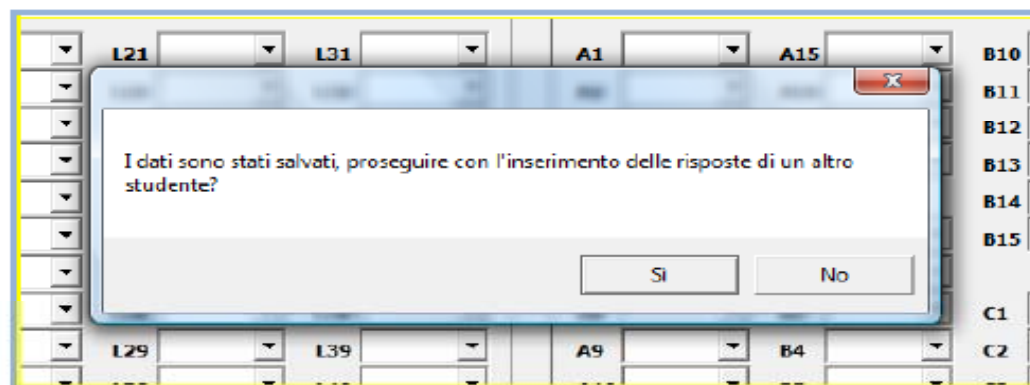 L21 L31 A1 A15 B10
B11
B12
I dati sono stati salvati, proseguire con l'inserimento delle risposte di un altro
studente?
B13
B14
B15
Sì No
C1
L29 L39 A9 B4 C2